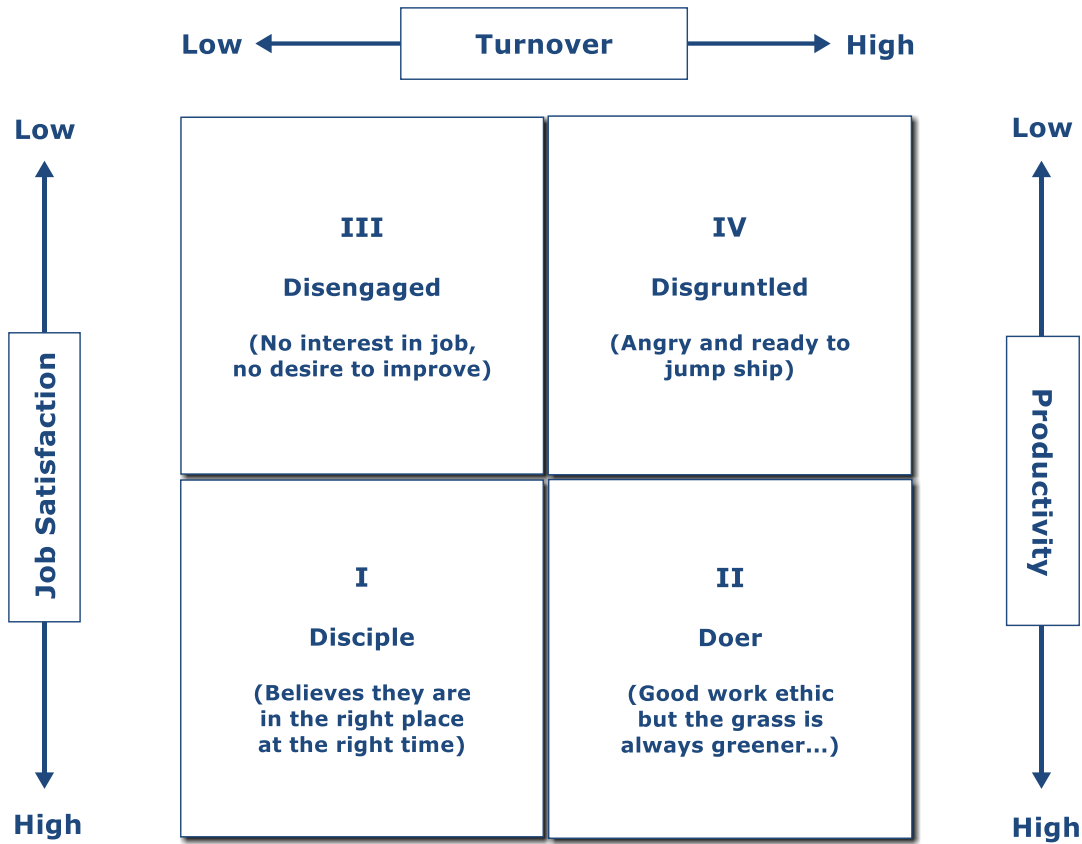 Turnover
Low
High
Low
Low
III
Disengaged
(No interest in job,
no desire to improve)
IV
Disgruntled
(Angry and ready to
jump ship)
Job Satisfaction
Productivity
I
Disciple
(Believes they are
in the right place
at the right time)
II
Doer
(Good work ethic
but the grass is
always greener...)
High
High